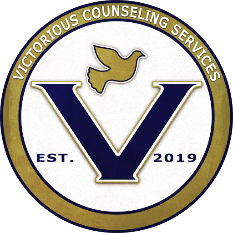 VICTORIOUS COUNSELING SERVICES
V
EST. 2019